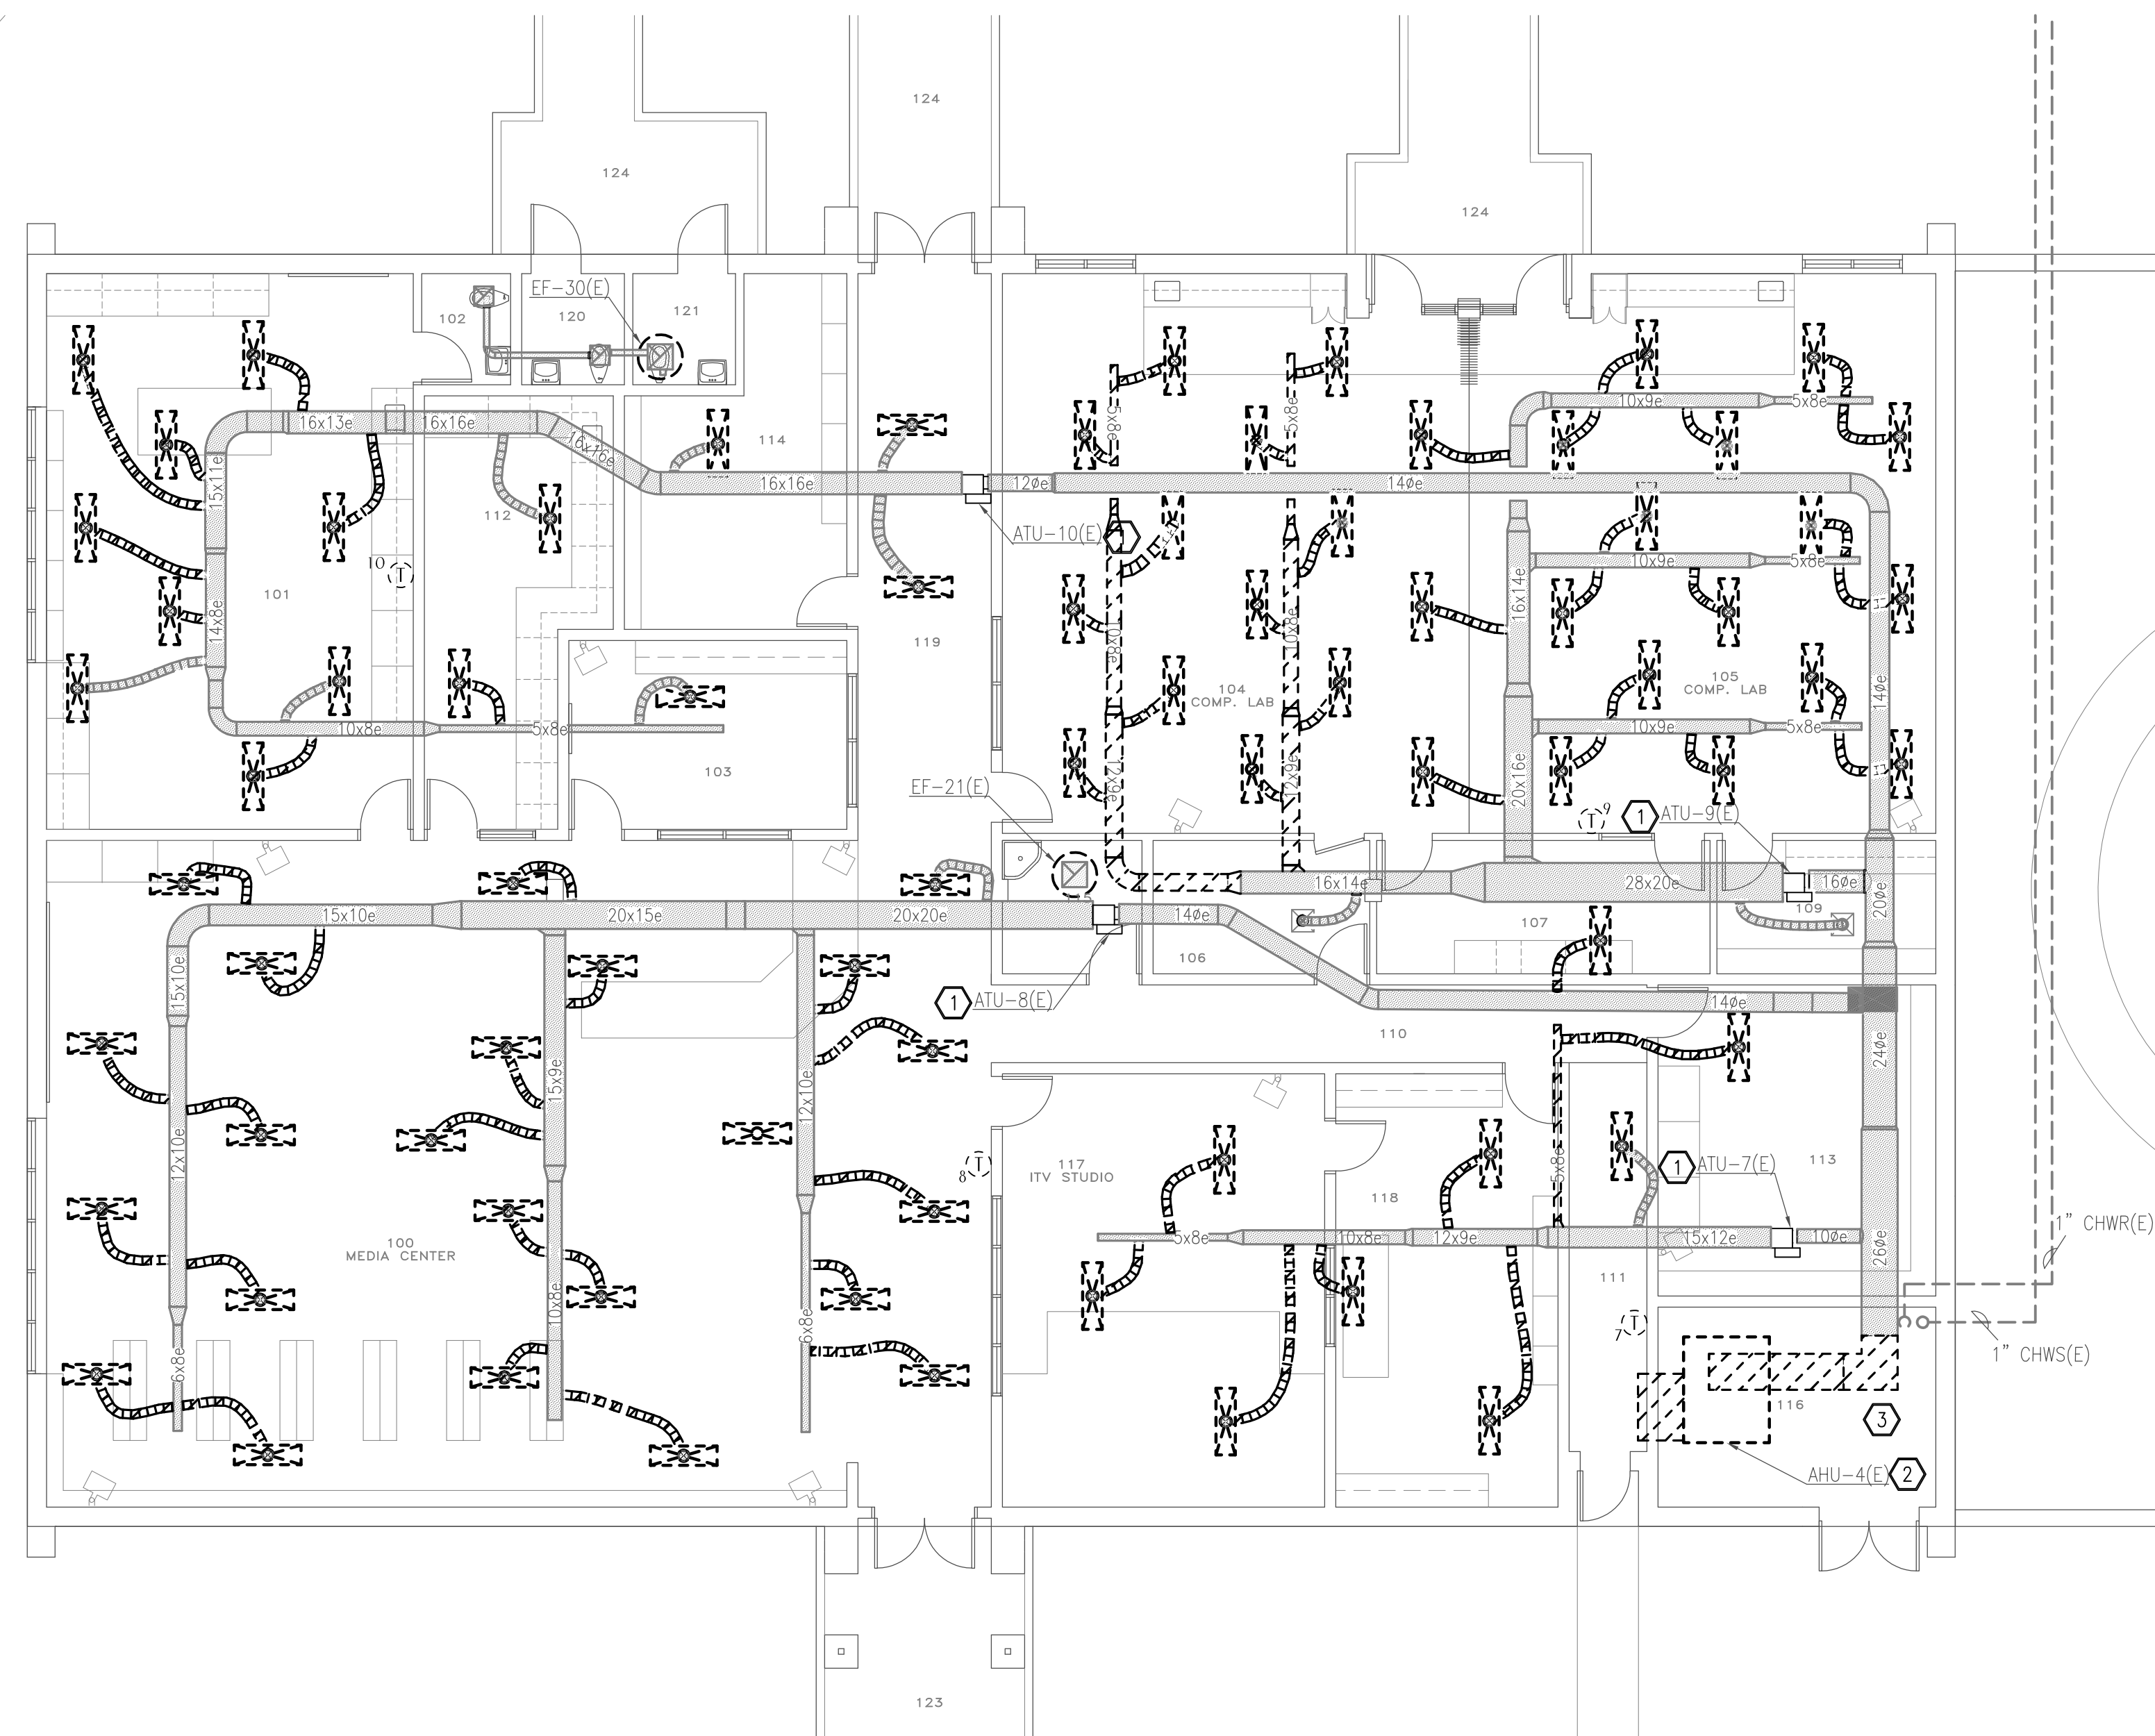 124
124
124
EF-30(E)
102
120
121
16x13e
16x16e
16x16e
114
16x16e
12øe
14øe
5x8e
5x8e
10x9e
5x8e
15x11e
112
ATU-10(E)
1
10
T
101
14x8e
119
10x8e
10x8e
16x14e
10x9e
5x8e
104
COMP. LAB
105
COMP. LAB
14øe
10x8e
5x8e
103
12x9e
12x9e
20x16e
10x9e
5x8e
EF-21(E)
T
9
1
ATU-9(E)
16x14e
28x20e
16øe
20øe
109
15x10e
20x15e
20x20e
14øe
107
106
15x10e
1
ATU-8(E)
14øe
110
24øe
15x9e
12x10e
12x10e
8
T
117
ITV STUDIO
118
5x8e
1
ATU-7(E)
113
100
MEDIA CENTER
5x8e
10x8e
12x9e
15x12e
10øe
26øe
1" CHWR(E)
111
10x8e
6x8e
6x8e
7
T
1" CHWS(E)
116
3
AHU-4(E)
2
123